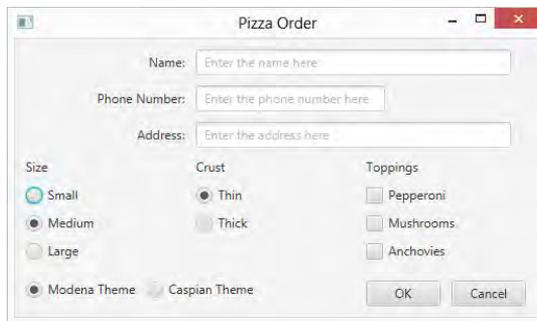 Pizza Order
Name: Enter the name here
Phone Number: Enter the phone number here
Address: Enter the address here
Size Crust Toppings
Small Thin Pepperoni
Medium Thick Mushrooms
Large Anchovies
Modena Theme Caspian Theme OK Cancel